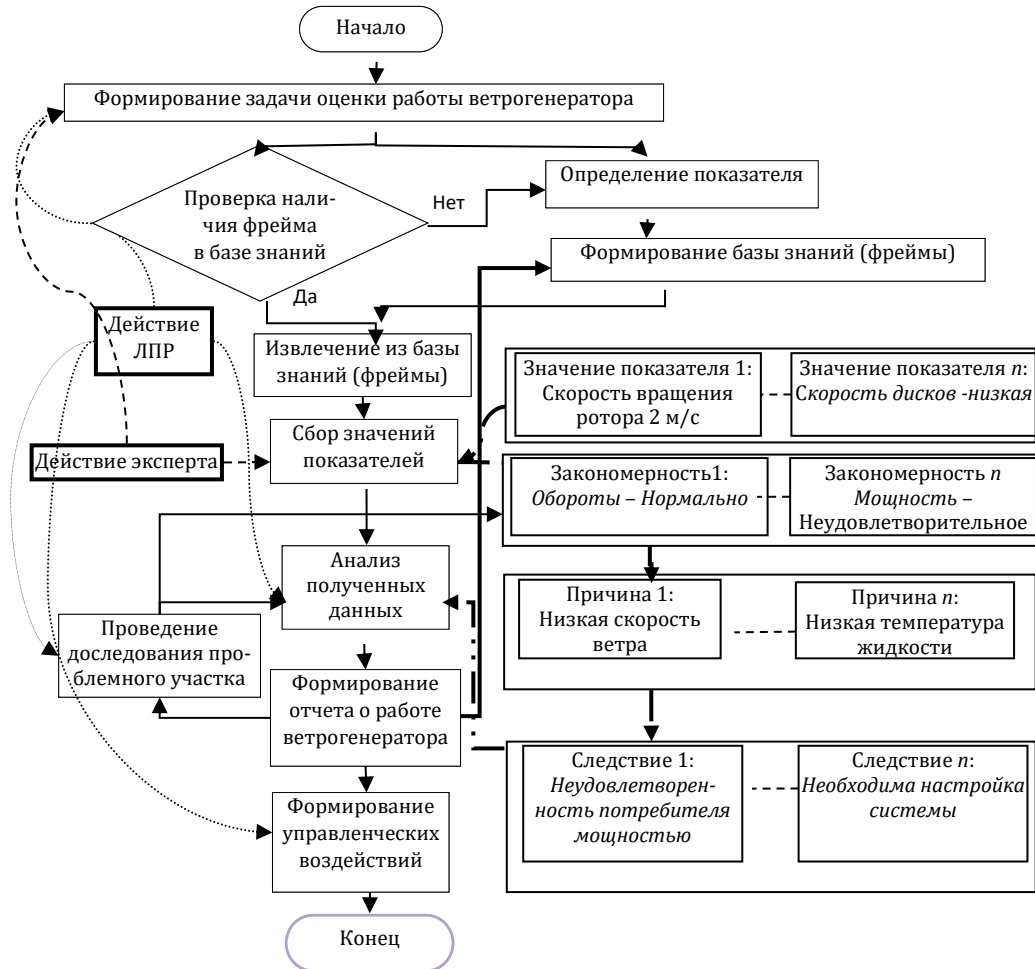 Начало
Формирование задачи оценки работы ветрогенератора
Проверка нали-
чия фрейма
в базе знаний
Нет
Определение показателя
Формирование базы знаний (фреймы)
Да
Действие
ЛПР
Извлечение из базы
знаний (фреймы)
Значение показателя 1:
Скорость вращения
ротора 2 м/с
Значение показателя n:
Скорость дисков -низкая
Действие эксперта
Сбор значений
показателей
Закономерность1:
Обороты – Нормально
Закономерность n
Мощность –
Неудовлетворительное
Анализ
полученных
данных
Причина 1:
Низкая скорость
ветра
Причина n:
Низкая температура
жидкости
Проведение
доследования про-
блемного участка
Формирование
отчета о работе
ветрогенератора
Следствие 1:
Неудовлетворен-
ность потребителя
мощностью
Следствие n:
Необходима настройка
системы
Формирование
управленческих
воздействий
Конец